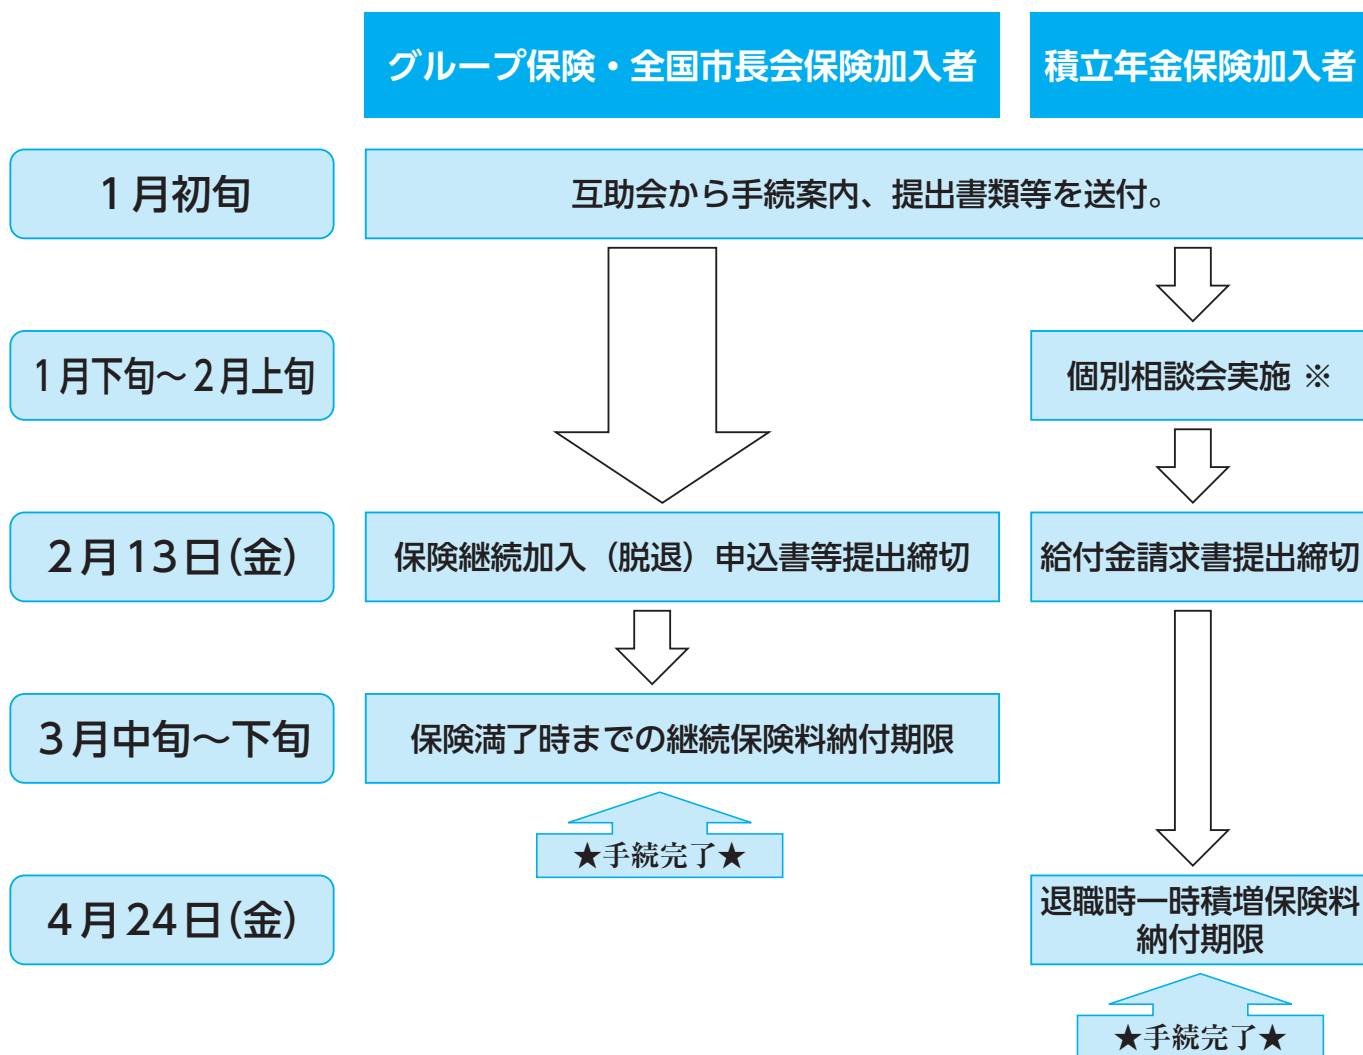 グループ保険・全国市長会保険加入者
積立年金保険加入者
1月初旬
互助会から手続案内、提出書類等を送付。
1月下旬～2月上旬
個別相談会実施 ※
2月13日(金)
保険継続加入（脱退）申込書等提出締切
給付金請求書提出締切
3月中旬～下旬
保険満了時までの継続保険料納付期限
★手続完了★
4月24日(金)
退職時一時積増保険料
納付期限
★手続完了★